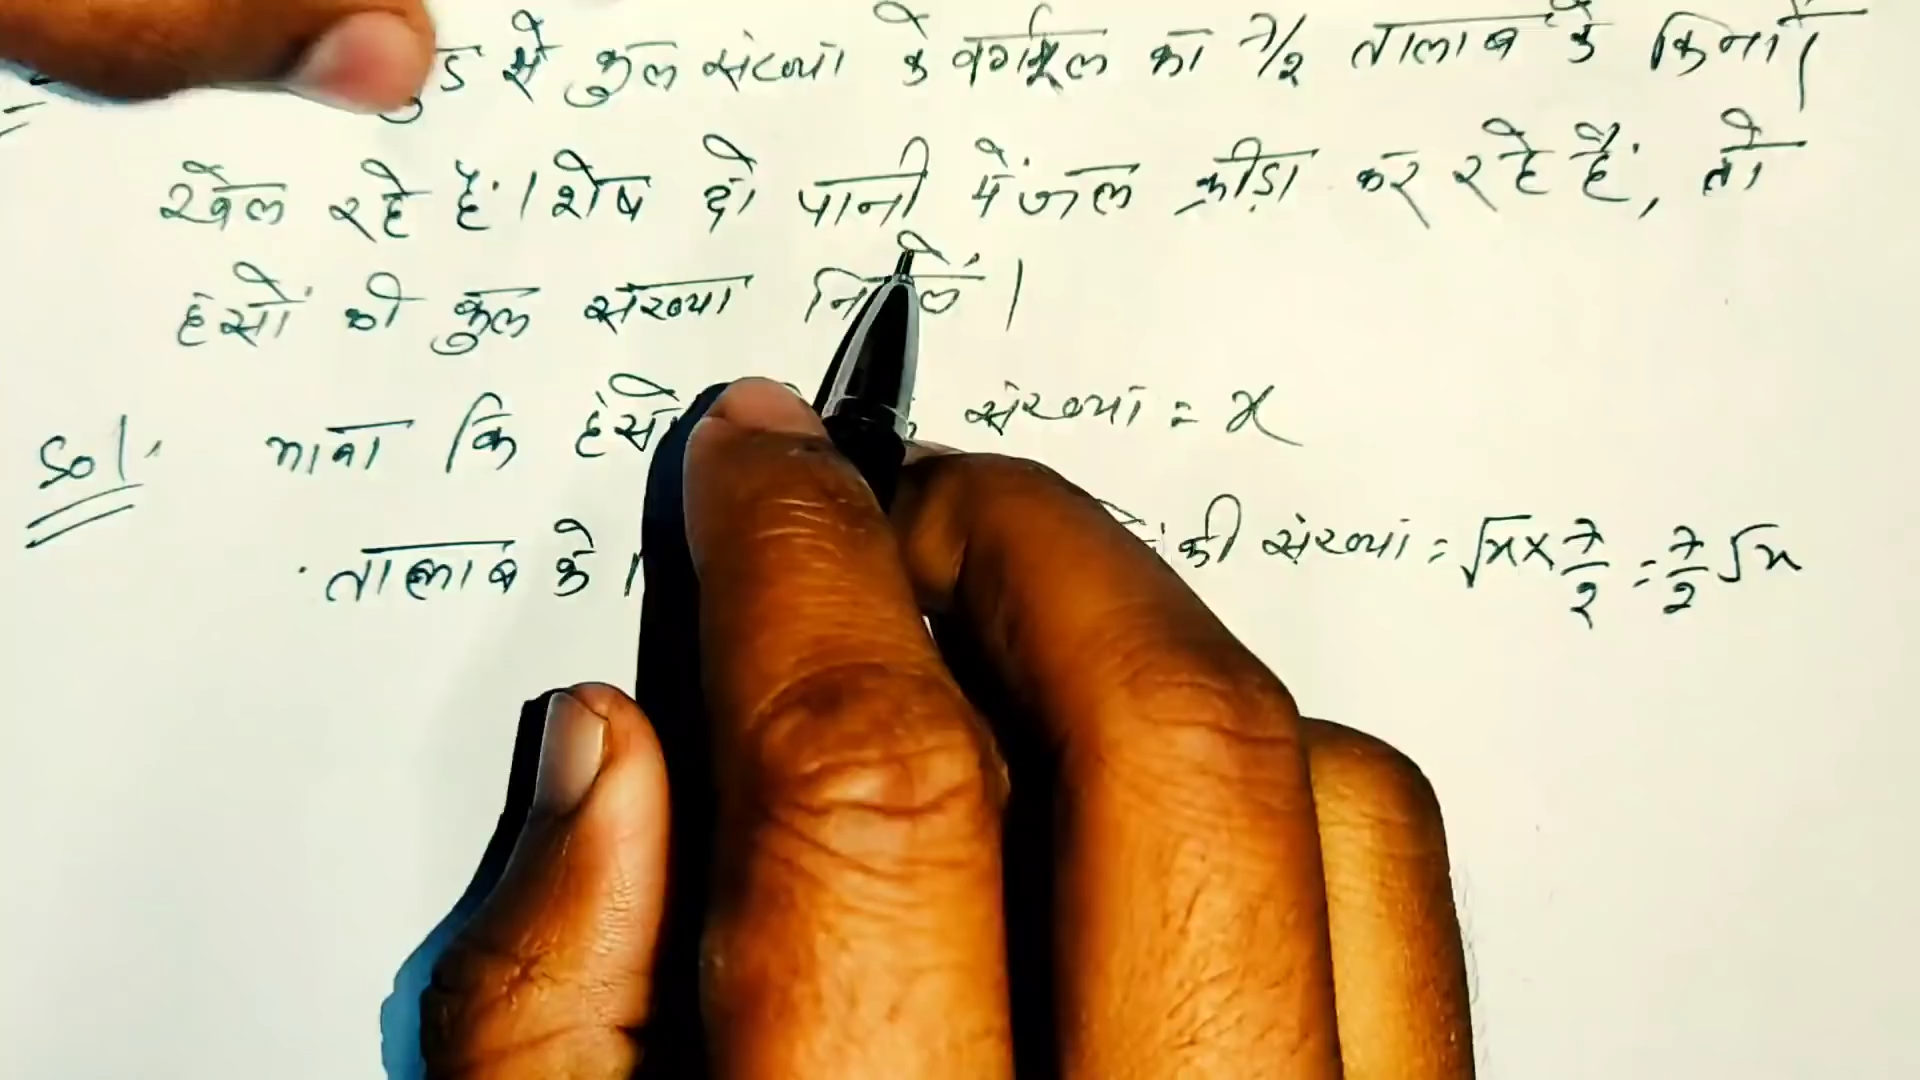 से कुल संख्या के वर्गमूल का 7/2 तालाब के किनारे
खेल रहे हैं। शेष दो पानी में जल क्रीड़ा कर रहे हैं, तो
हंसों की कुल संख्या
Sol. माना कि संख्या = x
तालाब के की संख्या = √x × 7/2 = 7/2 √x